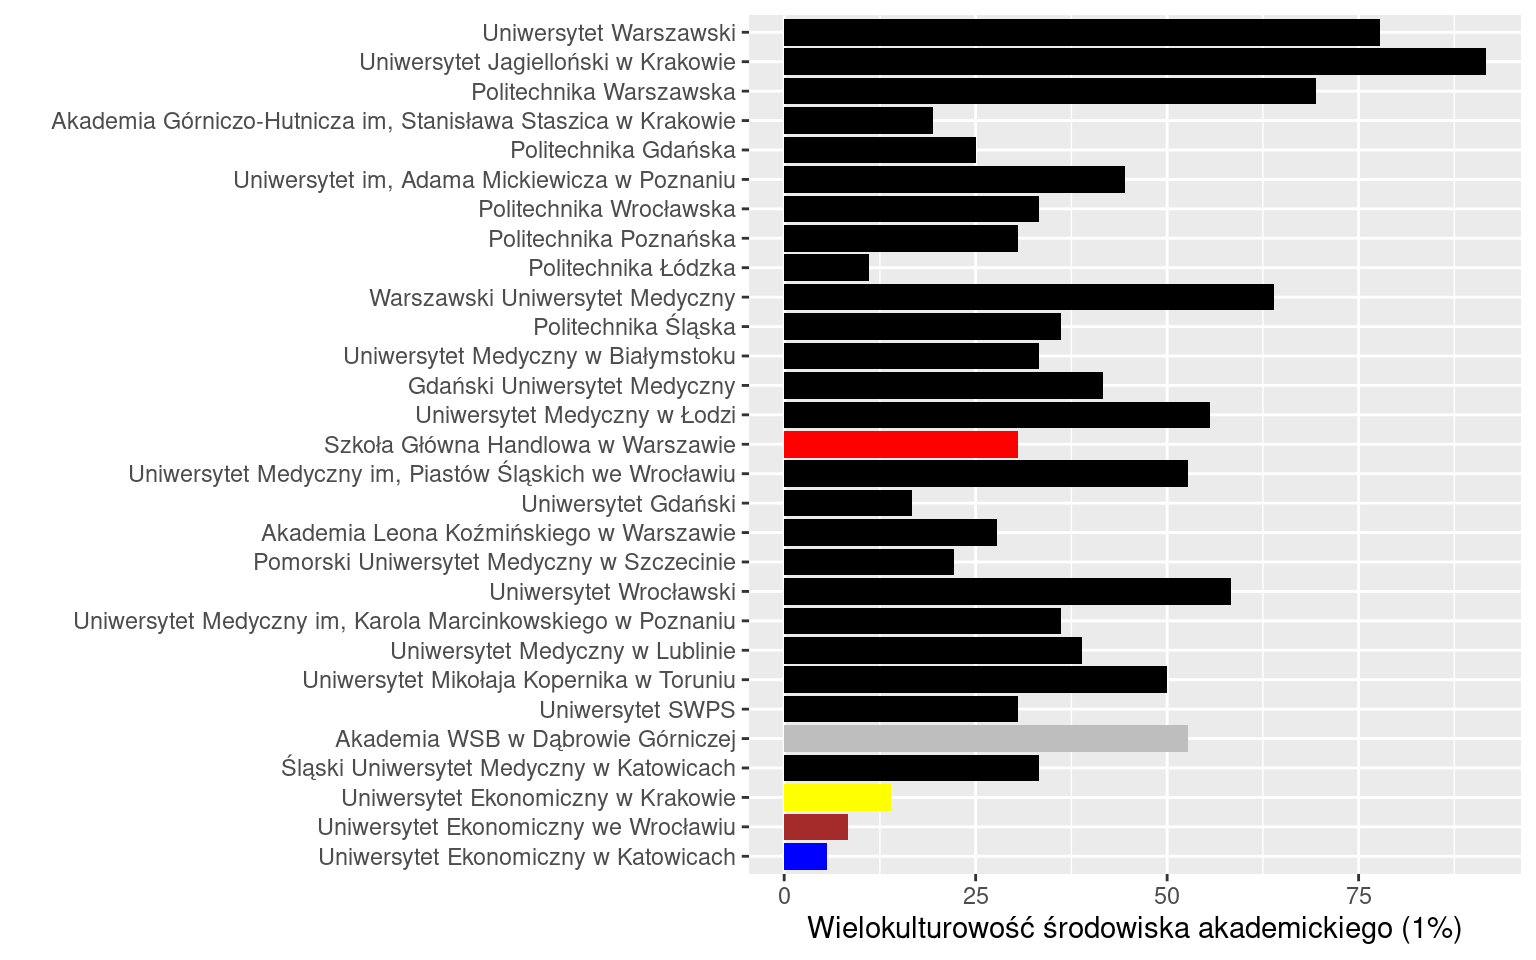 Uniwersytet Warszawski
Uniwersytet Jagielloński w Krakowie
Politechnika Warszawska
Akademia Górniczo-Hutnicza im, Stanisława Staszica w Krakowie
Politechnika Gdańska
Uniwersytet im, Adama Mickiewicza w Poznaniu
Politechnika Wrocławska
Politechnika Poznańska
Politechnika Łódzka
Warszawski Uniwersytet Medyczny
Politechnika Śląska
Uniwersytet Medyczny w Białymstoku
Gdański Uniwersytet Medyczny
Uniwersytet Medyczny w Łodzi
Szkoła Główna Handlowa w Warszawie
Uniwersytet Medyczny im, Piastów Śląskich we Wrocławiu
Uniwersytet Gdański
Akademia Leona Koźmińskiego w Warszawie
Pomorski Uniwersytet Medyczny w Szczecinie
Uniwersytet Wrocławski
Uniwersytet Medyczny im, Karola Marcinkowskiego w Poznaniu
Uniwersytet Medyczny w Lublinie
Uniwersytet Mikołaja Kopernika w Toruniu
Uniwersytet SWPS
Akademia WSB w Dąbrowie Górniczej
Śląski Uniwersytet Medyczny w Katowicach
Uniwersytet Ekonomiczny w Krakowie
Uniwersytet Ekonomiczny we Wrocławiu
Uniwersytet Ekonomiczny w Katowicach
0 25 50 75
Wielokulturowość środowiska akademickiego (1%)